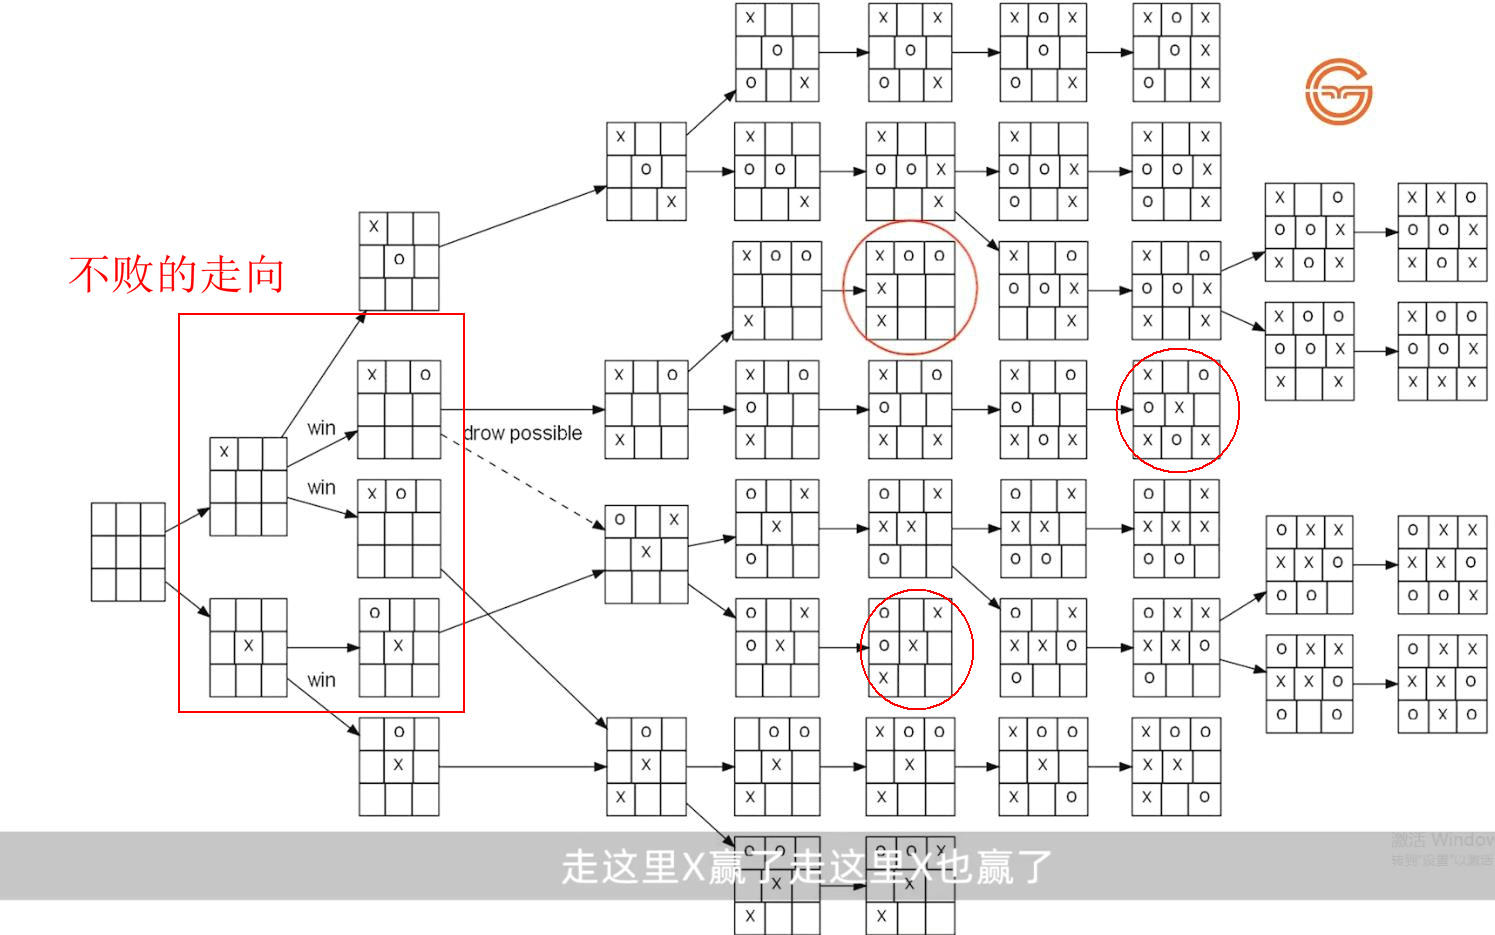 不败的走向
win
drow possible
win
win
走这里X赢了走这里X也赢了
激活 Window
转到"设置"以激活